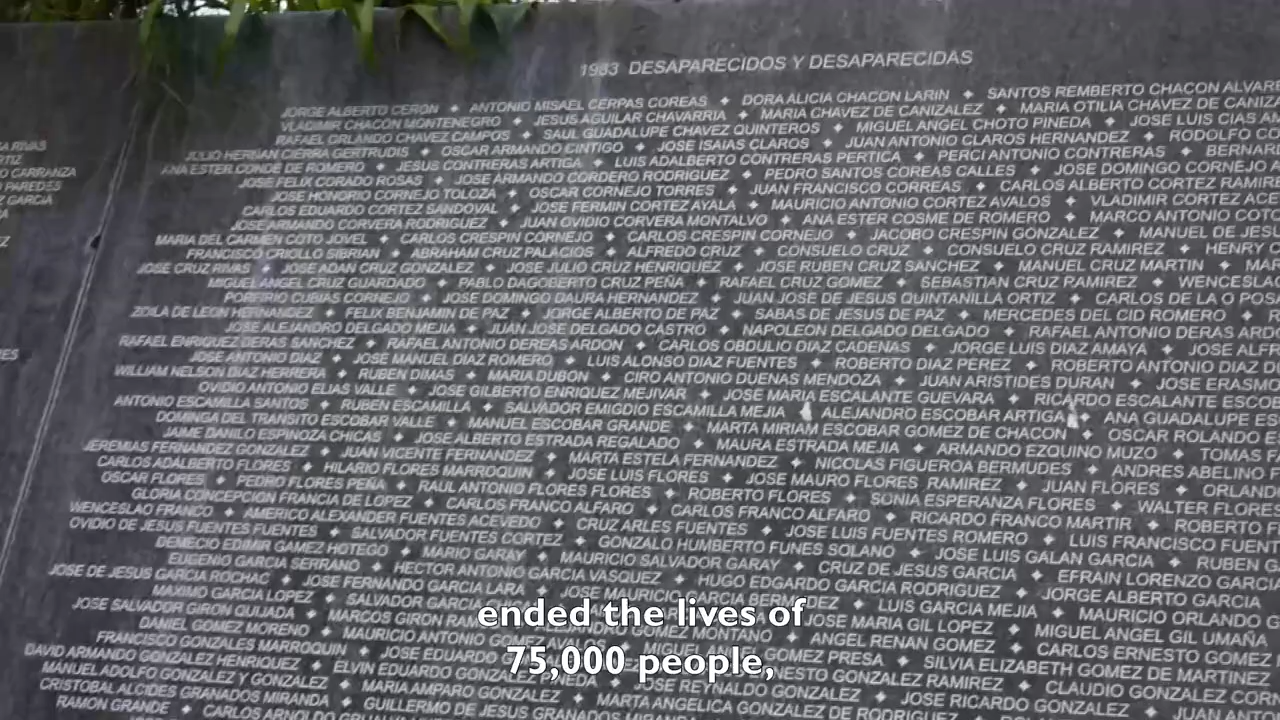 1983 DESAPARECIDOS Y DESAPARECIDAS
JORGE ALBERTO CERON ✦ ANTONIO MISAEL CERPAS COREAS ✦ DORA ALICIA CHACON LARIN ✦ SANTOS REMBERTO CHACON
VLADIMIR CHACON MONTENEGRO ✦ JESUS AGUILAR CHAVARRIA ✦ MARIA CHAVEZ DE CANIZALEZ ✦ MARIA OTILIA CHAVEZ DE
RAFAEL ORLANDO CHAVEZ CAMPOS ✦ SAUL GUADALUPE CHAVEZ QUINTEROS ✦ MIGUEL ANGEL CHOTO PINEDA ✦ JOSE LUIS CIAS
JULIO HERNAN CIERRA GERTRUDIS ✦ OSCAR ARMANDO CINTIGO ✦ JOSE ISAIAS CLAROS ✦ JUAN ANTONIO CLAROS HERNANDEZ ✦ RODOLFO
ANA ESTER CONDE DE ROMERO ✦ JESUS CONTRERAS ARTIGA ✦ LUIS ADALBERTO CONTRERAS PERTICA ✦ PERCI ANTONIO CONTRERAS ✦
JOSE FELIX CORADO ROSAS ✦ JOSE ARMANDO CORDERO RODRIGUEZ ✦ PEDRO SANTOS COREAS CALLES ✦ JOSE DOMINGO CORNEJO
JOSE HONORIO CORNEJO TOLOZA ✦ OSCAR CORNEJO TORRES ✦ JUAN FRANCISCO CORREAS ✦ CARLOS ALBERTO CORTEZ
CARLOS EDUARDO CORTEZ SANDOVAL ✦ JOSE FERMIN CORTEZ AYALA ✦ MAURICIO ANTONIO CORTEZ AVALOS ✦ VLADIMIR CORTEZ
JOSE ARMANDO CORVERA RODRIGUEZ ✦ JUAN OVIDIO CORVERA MONTALVO ✦ ANA ESTER COSME DE ROMERO ✦ MARCO ANTONIO
MARIA DEL CARMEN COTO JOVEL ✦ CARLOS CRESPIN CORNEJO ✦ CARLOS CRESPIN CORNEJO ✦ JACOBO CRESPIN GONZALEZ ✦ MANUEL DE
FRANCISCO CRIOLLO SIBRIAN ✦ ABRAHAM CRUZ PALACIOS ✦ ALFREDO CRUZ ✦ CONSUELO CRUZ ✦ CONSUELO CRUZ RAMIREZ ✦ HENRY
JOSE CRUZ RIVAS ✦ JOSE ADAN CRUZ GONZALEZ ✦ JOSE JULIO CRUZ HENRIQUEZ ✦ JOSE RUBEN CRUZ SANCHEZ ✦ MANUEL CRUZ MARTIN ✦
MIGUEL ANGEL CRUZ GUARDADO ✦ PABLO DAGOBERTO CRUZ PEÑA ✦ RAFAEL CRUZ GOMEZ ✦ SEBASTIAN CRUZ RAMIREZ ✦
PORFIRIO CUBIAS CORNEJO ✦ JOSE DOMINGO DAURA HERNANDEZ ✦ JUAN JOSE DE JESUS QUINTANILLA ORTIZ ✦ CARLOS DE LA O
ZOILA DE LEON HERNANDEZ ✦ FELIX BENJAMIN DE PAZ ✦ JORGE ALBERTO DE PAZ ✦ SABAS DE JESUS DE PAZ ✦ MERCEDES DEL CID ROMERO ✦
JOSE ALEJANDRO DELGADO MEJIA ✦ JUAN JOSE DELGADO CASTRO ✦ NAPOLEON DELGADO DELGADO ✦ RAFAEL ANTONIO DERAS
RAFAEL ENRIQUEZ DERAS SANCHEZ ✦ RAFAEL ANTONIO DEREAS ARDON ✦ CARLOS OBDULIO DIAZ CADENAS ✦ JORGE LUIS DIAZ AMAYA ✦ JOSE
JOSE ANTONIO DIAZ ✦ JOSE MANUEL DIAZ ROMERO ✦ LUIS ALONSO DIAZ FUENTES ✦ ROBERTO DIAZ PEREZ ✦ ROBERTO ANTONIO DIAZ
WILLIAM NELSON DIAZ HERRERA ✦ RUBEN DIMAS ✦ MARIA DUBON ✦ CIRO ANTONIO DUENAS MENDOZA ✦ JUAN ARISTIDES DURAN ✦ JOSE ERASMO
OVIDIO ANTONIO ELIAS VALLE ✦ JOSE GILBERTO ENRIQUEZ MEJIVAR ✦ JOSE MARIA ESCALANTE GUEVARA ✦ RICARDO ESCALANTE
ANTONIO ESCAMILLA SANTOS ✦ RUBEN ESCAMILLA ✦ SALVADOR EMIGDIO ESCAMILLA MEJIA ALEJANDRO ESCOBAR ARTIGA ✦ ANA GUADALUPE
DOMINGA DEL TRANSITO ESCOBAR VALLE ✦ MANUEL ESCOBAR GRANDE ✦ MARTA MIRIAM ESCOBAR GOMEZ DE CHACON ✦ OSCAR ROLANDO
JAIME DANILO ESPINOZA CHICAS ✦ JOSE ALBERTO ESTRADA REGALADO ✦ MAURA ESTRADA MEJIA ✦ ARMANDO EZQUINO MUZO ✦ TOMAS
JEREMIAS FERNANDEZ GONZALEZ ✦ JUAN VICENTE FERNANDEZ ✦ MARTA ESTELA FERNANDEZ ✦ NICOLAS FIGUEROA BERMUDES ✦ ANDRES ABELINO
CARLOS ADALBERTO FLORES ✦ HILARIO FLORES MARROQUIN ✦ JOSE LUIS FLORES ✦ JOSE MAURO FLORES RAMIREZ ✦ JUAN FLORES ✦
OSCAR FLORES ✦ PEDRO FLORES PEÑA ✦ RAUL ANTONIO FLORES FLORES ✦ ROBERTO FLORES ✦ SONIA ESPERANZA FLORES ✦ WALTER FLORES
GLORIA CONCEPCION FRANCIA DE LOPEZ ✦ CARLOS FRANCO ALFARO ✦ CARLOS FRANCO ALFARO ✦ RICARDO FRANCO MARTIR ✦ ROBERTO
WENCESLAO FRANCO ✦ AMERICO ALEXANDER FUENTES ACEVEDO ✦ CRUZ ARLES FUENTES ✦ JOSE LUIS FUENTES ROMERO ✦ LUIS FRANCISCO
OVIDIO DE JESUS FUENTES FUENTES ✦ SALVADOR FUENTES CORTEZ ✦ GONZALO HUMBERTO FUNES SOLANO ✦ JOSE LUIS GALAN GARCIA ✦ RUBEN
DEMECIO EDIMIR GAMEZ HOTEGO ✦ MARIO GARAY ✦ MAURICIO SALVADOR GARAY ✦ CRUZ DE JESUS GARCIA ✦ EFRAIN LORENZO GARCIA
EUGENIO GARCIA SERRANO ✦ HECTOR ANTONIO GARCIA VASQUEZ ✦ HUGO EDGARDO GARCIA RODRIGUEZ ✦ JORGE ALBERTO GARCIA
JOSE DE JESUS GARCIA ROCHAC ✦ JOSE FERNANDO GARCIA LARA ✦ JOSE MAURICIO GARCIA BERMUDEZ ✦ LUIS GARCIA MEJIA ✦ MAURICIO ORLANDO
MAXIMO GARCIA LOPEZ ✦ SALVADOR GARCIA JOSE MARIA GIL LOPEZ ✦ MIGUEL ANGEL GIL UMAÑA
JOSE SALVADOR GIRON QUIJADA ✦ MARCOS GIRON GOMEZ MONTANO ✦ ANGEL RENAN GOMEZ ✦ CARLOS ERNESTO GOMEZ
DANIEL GOMEZ MORENO ✦ MAURICIO ANTONIO GOMEZ ANGEL GOMEZ PRESA ✦ SILVIA ELIZABETH GOMEZ DE MARTINEZ
FRANCISCO GONZALES MARROQUIN ✦ JOSE EDUARDO GONZALEZ RAMIREZ ✦ CLAUDIO GONZALEZ
DAVID ARMANDO GONZALEZ HENRIQUEZ ✦ ELVIN EDUARDO ✦ JOSE REYNALDO GONZALEZ ✦ JOSE RICARDO GONZALEZ ✦
MANUEL ADOLFO GONZALEZ Y GONZALEZ ✦ MARIA AMPARO GONZALEZ ✦ MARTA ANGELICA GONZALEZ DE
CRISTOBAL ALCIDES GRANADOS MIRANDA ✦ GUILLERMO DE JESUS GRANADOS MIRANDA
RAMON GRANDE ✦ CARLOS ARNOLDO
RIVAS
CARRANZA
PAREDES
GARCIA
ended the lives of
75,000 people,